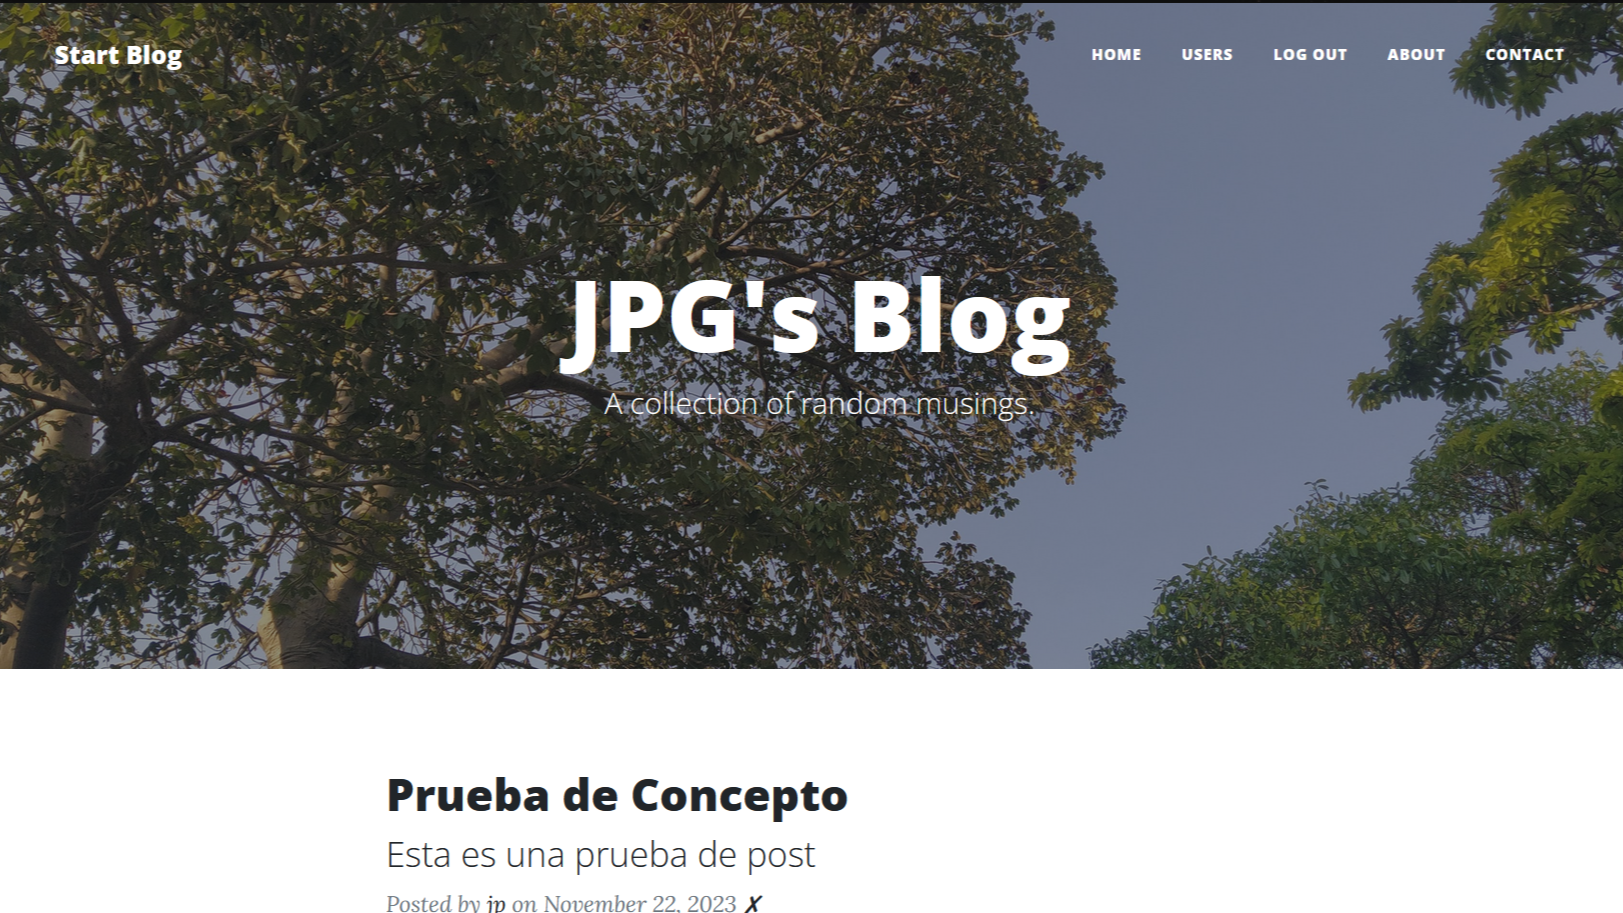 Start Blog
HOME USERS LOG OUT ABOUT CONTACT
JPG's Blog
A collection of random musings.
Prueba de Concepto
Esta es una prueba de post
Posted by jp on November 22, 2023 ✘